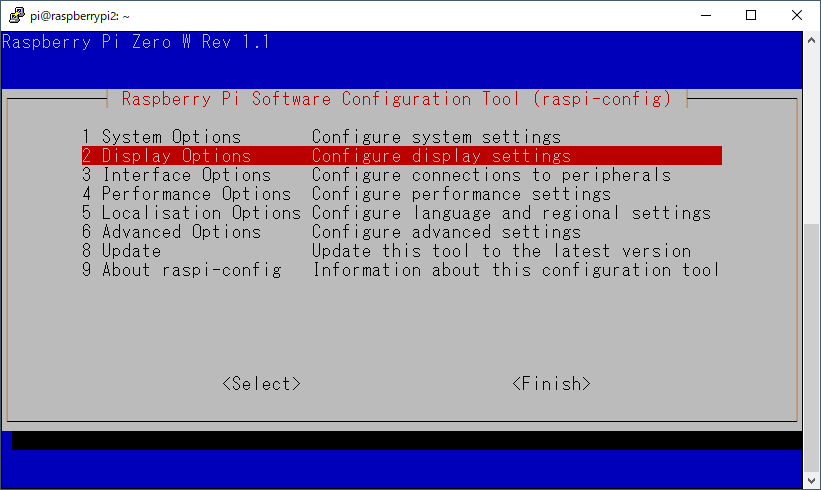 pi@raspberrypi2: ~
Raspberry Pi Zero W Rev 1.1
Raspberry Pi Software Configuration Tool (raspi-config)
1 System Options Configure system settings
2 Display Options Configure display settings
3 Interface Options Configure connections to peripherals
4 Performance Options Configure performance settings
5 Localisation Options Configure language and regional settings
6 Advanced Options Configure advanced settings
8 Update Update this tool to the latest version
9 About raspi-config Information about this configuration tool
<Select> <Finish>